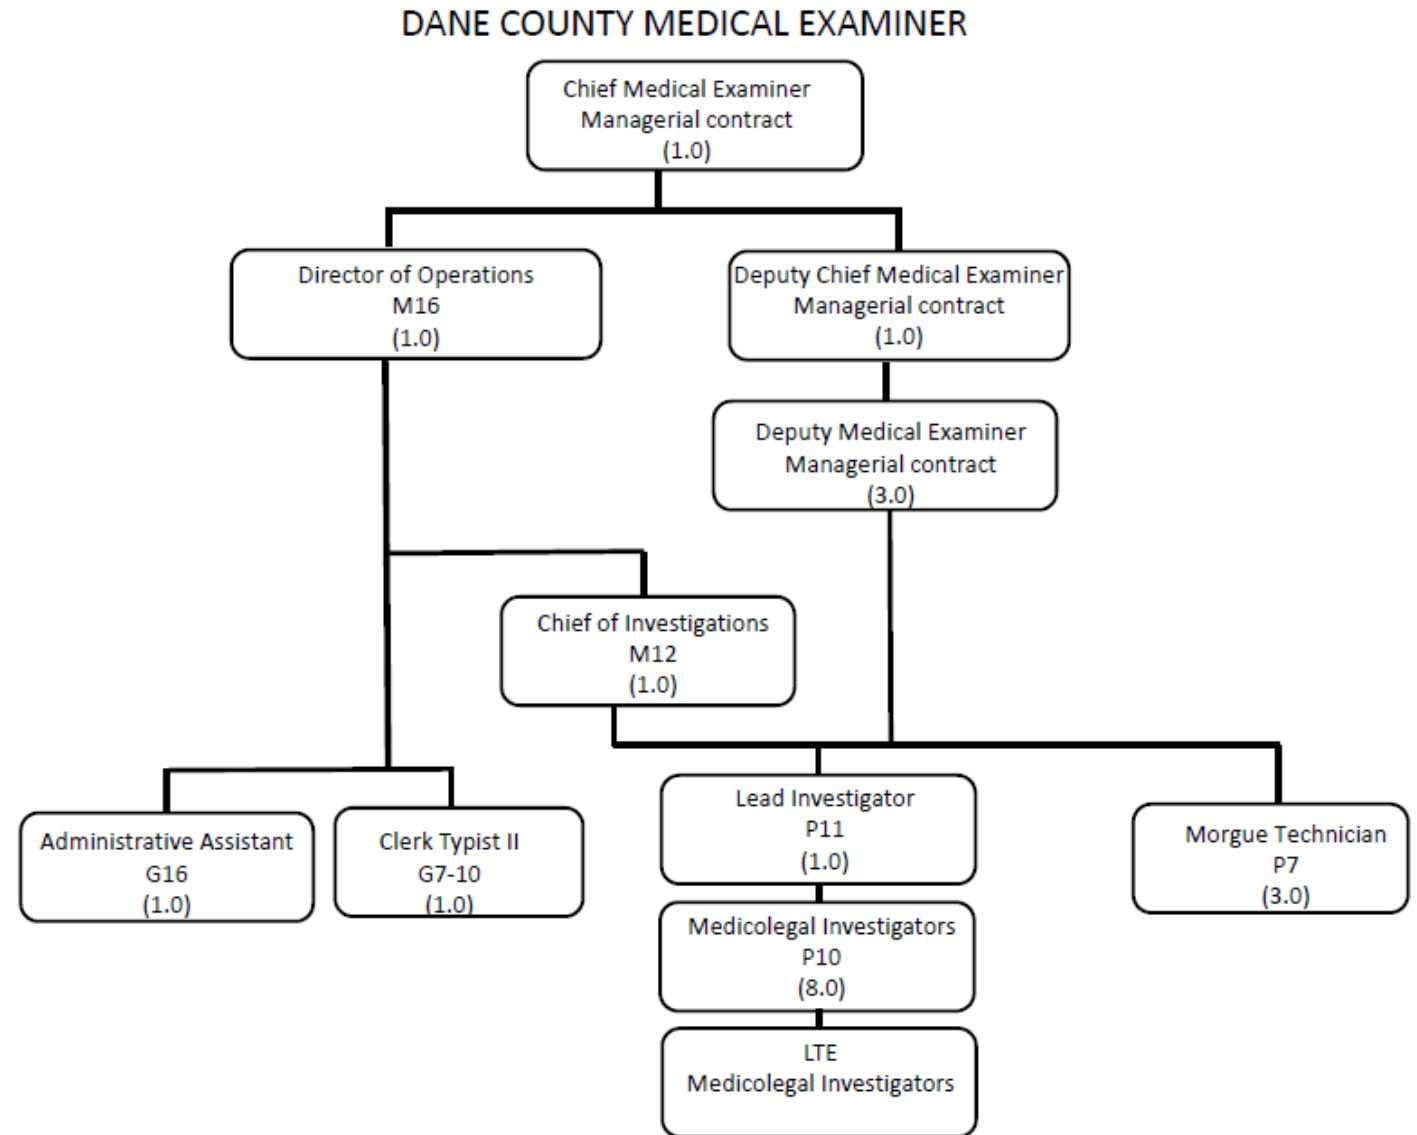 DANE COUNTY MEDICAL EXAMINER
Chief Medical Examiner
Managerial contract
(1.0)
Director of Operations
M16
(1.0)
Deputy Chief Medical Examiner
Managerial contract
(1.0)
Deputy Medical Examiner
Managerial contract
(3.0)
Chief of Investigations
M12
(1.0)
Administrative Assistant
G16
(1.0)
Clerk Typist II
G7-10
(1.0)
Lead Investigator
P11
(1.0)
Morgue Technician
P7
(3.0)
Medicolegal Investigators
P10
(8.0)
LTE
Medicolegal Investigators